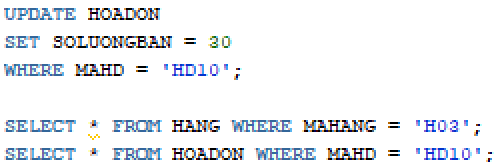 UPDATE HOADON
SET SOLUONGBAN = 30
WHERE MAHD = 'HD10';
SELECT * FROM HANG WHERE MAHANG = 'H03';
SELECT * FROM HOADON WHERE MAHD = 'HD10';